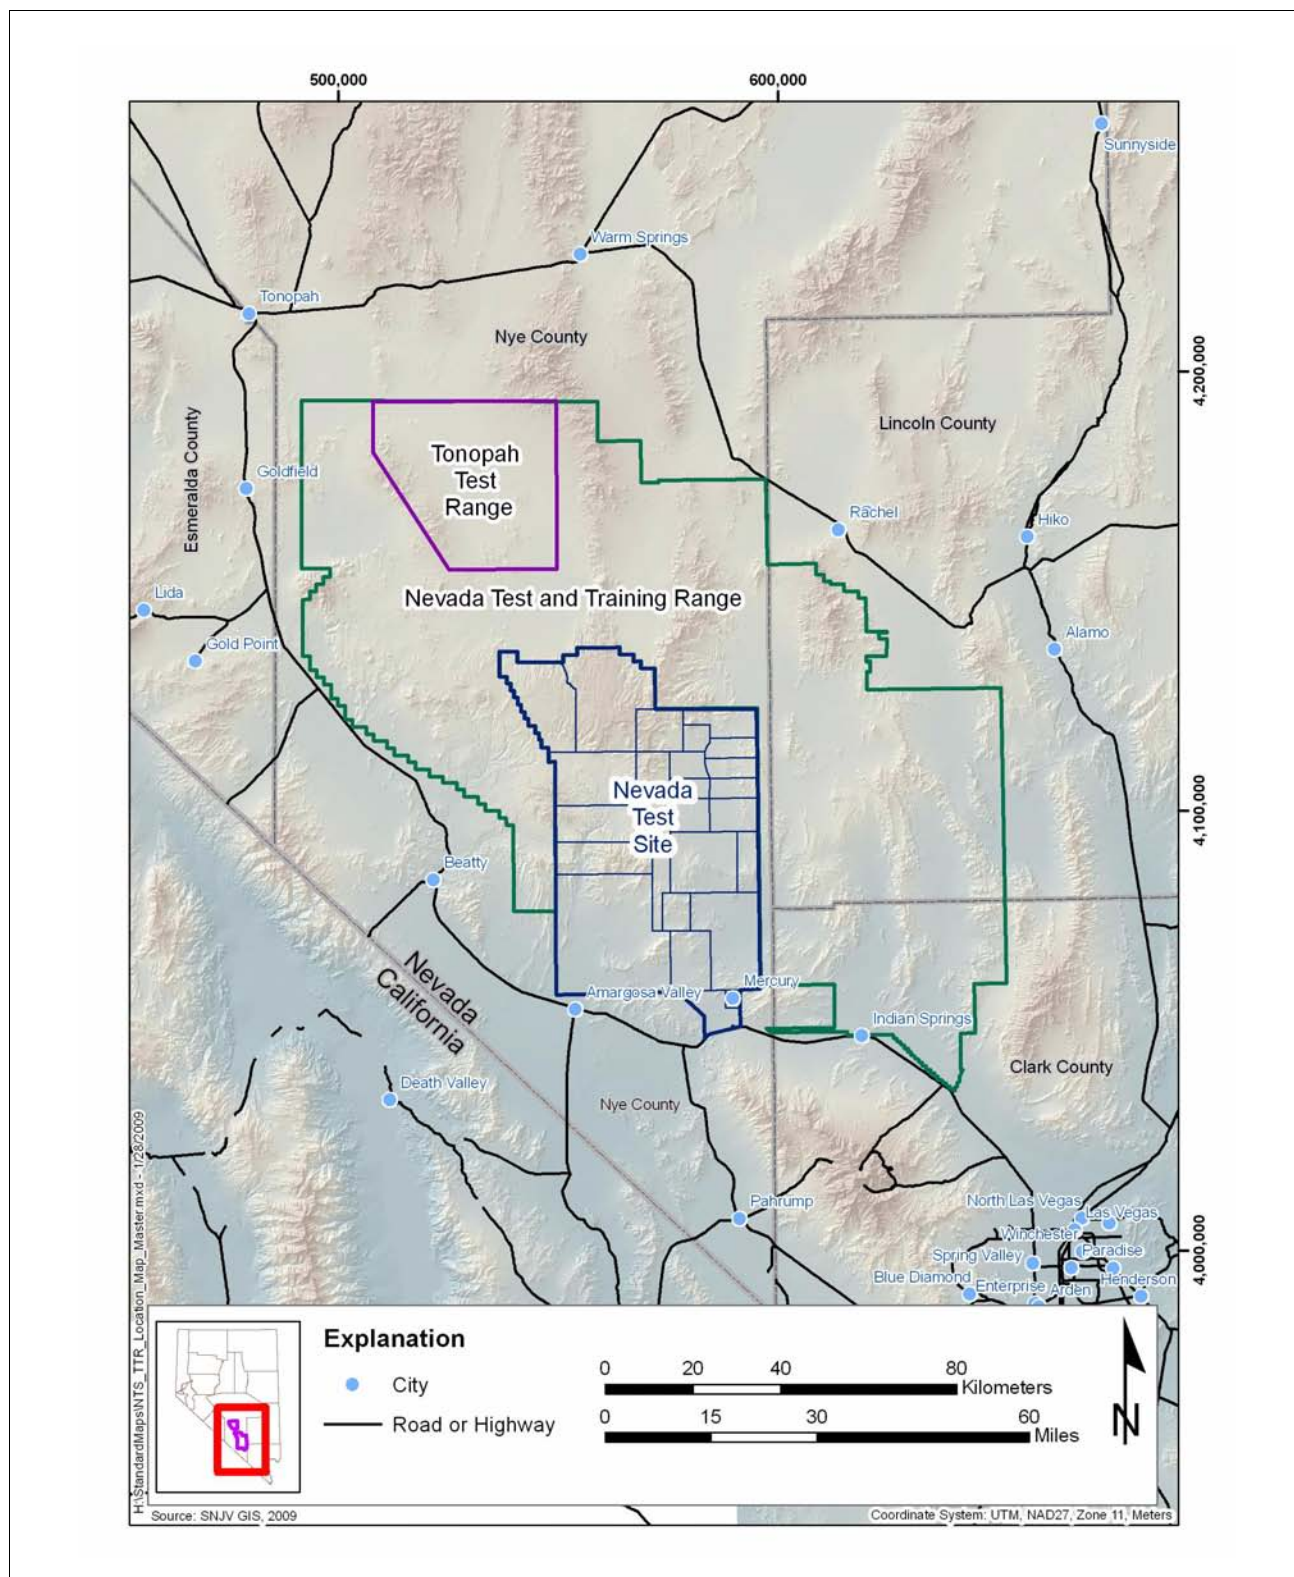 500,000
600,000
Sunnyside
Warm Springs
Tonopah
Nye County
4,200,000
Lincoln County
Esmeralda County
Tonopah
Test
Range
Goldfield
Rachel
Hiko
Nevada Test and Training Range
Lida
Gold Point
Alamo
Nevada
Test
Site
4,100,000
Beatty
Nevada
California
Amargosa Valley
Mercury
Indian Springs
Clark County
Death Valley
Nye County
Pahrump
North Las Vegas
Las Vegas
Winchester
Spring Valley
Paradise
4,000,000
Blue Diamond
Enterprise
Arden
Henderson
H:\StandardMaps\NTS_TTR_Location_Map_Master.mxd - 1/28/2009
Explanation
City
Road or Highway
0 20 40 80
Kilometers
0 15 30 60
Miles
N
Source: SNJV GIS, 2009
Coordinate System: UTM, NAD27, Zone 11, Meters